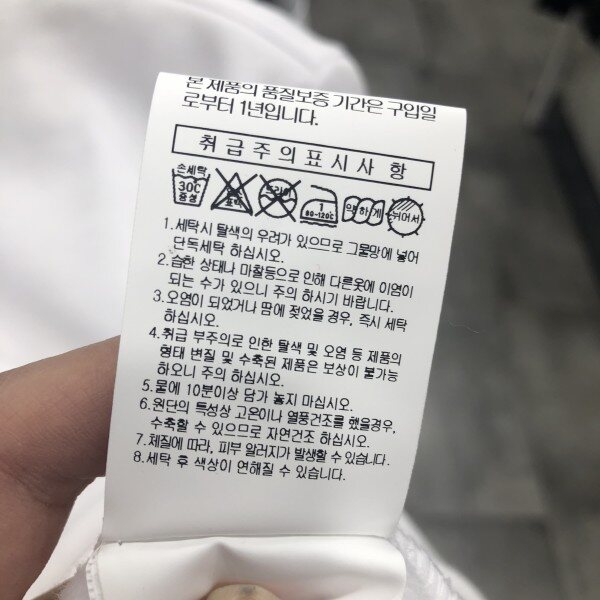 본 제품의 품질보증 기간은 구입일
로부터 1년입니다.
취급주의표시사항
손세탁 30℃ 중성 표백 드라이 1 80-120℃ 약하게 뉘어서
1.세탁시 탈색의 우려가 있으므로 그물망에 넣어
단독세탁 하십시오.
2.습한 상태나 마찰등으로 인해 다른옷에 이염이
되는 수가 있으니 주의 하시기 바랍니다.
3.오염이 되었거나 땀에 젖었을 경우, 즉시 세탁
하십시오.
4.취급 부주의로 인한 탈색 및 오염 등 제품의
형태 변질 및 수축된 제품은 보상이 불가능
하오니 주의 하십시오.
5.물에 10분이상 담가 놓지 마십시오.
6.원단의 특성상 고온이나 열풍건조를 했을경우,
수축할 수 있으므로 자연건조 하십시오.
7.체질에 따라, 피부 알러지가 발생할 수 있습니다.
8.세탁 후 색상이 연해질 수 있습니다.